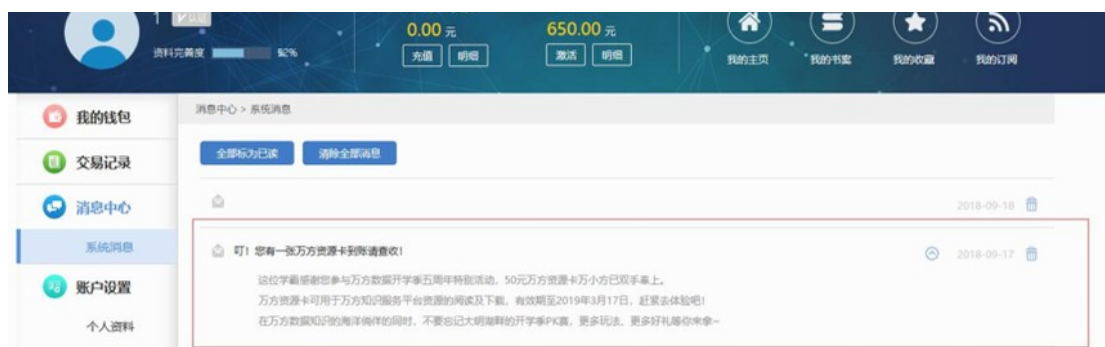 1 V认证
资料完善度 92%
0.00 元
充值 明细
650.00 元
激活 明细
我的主页 我的书案 我的收藏 我的订阅
我的钱包
交易记录
消息中心
系统消息
账户设置
个人资料
消息中心 > 系统消息
全部标为已读 清除全部消息
2018-09-18
叮！您有一张万方资源卡到账请查收！ 2018-09-17
这位学霸感谢您参与万方数据开学季五周年特别活动，50元万方资源卡万小方已双手奉上。
万方资源卡可用于万方知识服务平台资源的阅读及下载，有效期至2019年3月17日，赶紧去体验吧!
在万方数据知识的海洋徜徉的同时，不要忘记大明湖畔的开学季PK赛，更多玩法、更多好礼等你来拿~